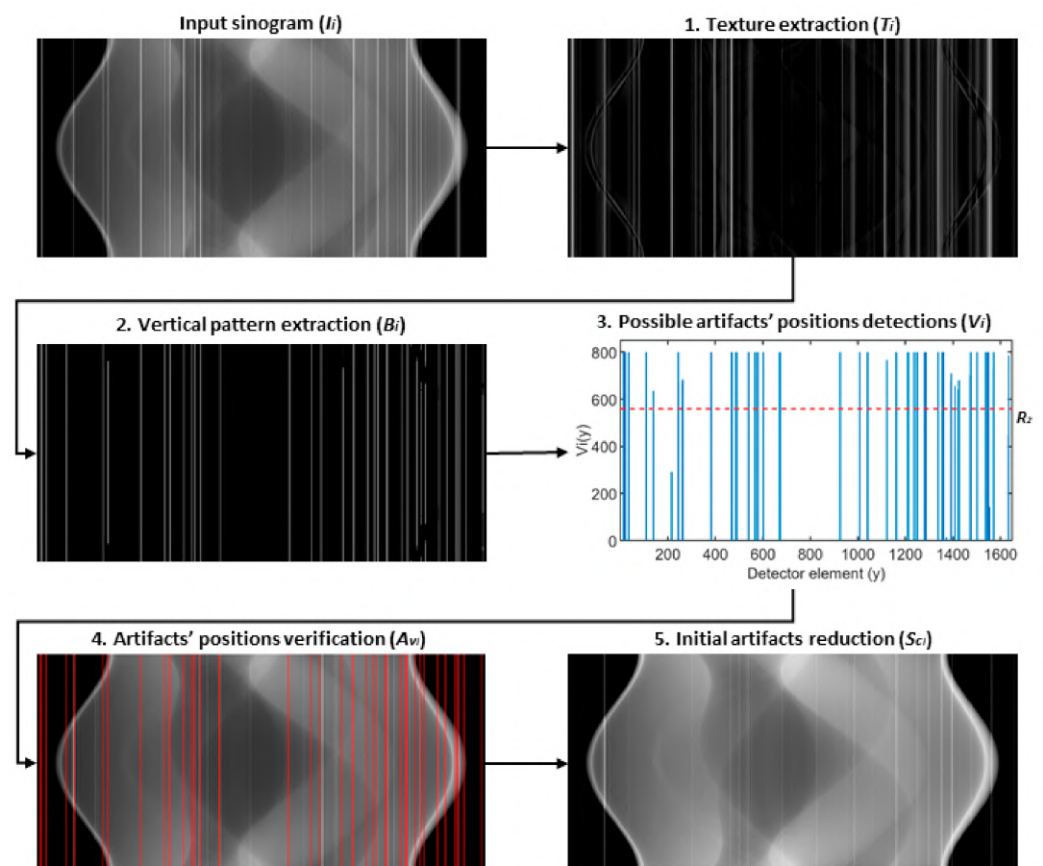 Input sinogram (Ii)
1. Texture extraction (Ti)
2. Vertical pattern extraction (Bi)
3. Possible artifacts' positions detections (Vi)
800
600
400
200
0
Vi(y)
Rz
200
400
600
800
1000
1200
1400
1600
Detector element (y)
4. Artifacts' positions verification (Avi)
5. Initial artifacts reduction (Sci)